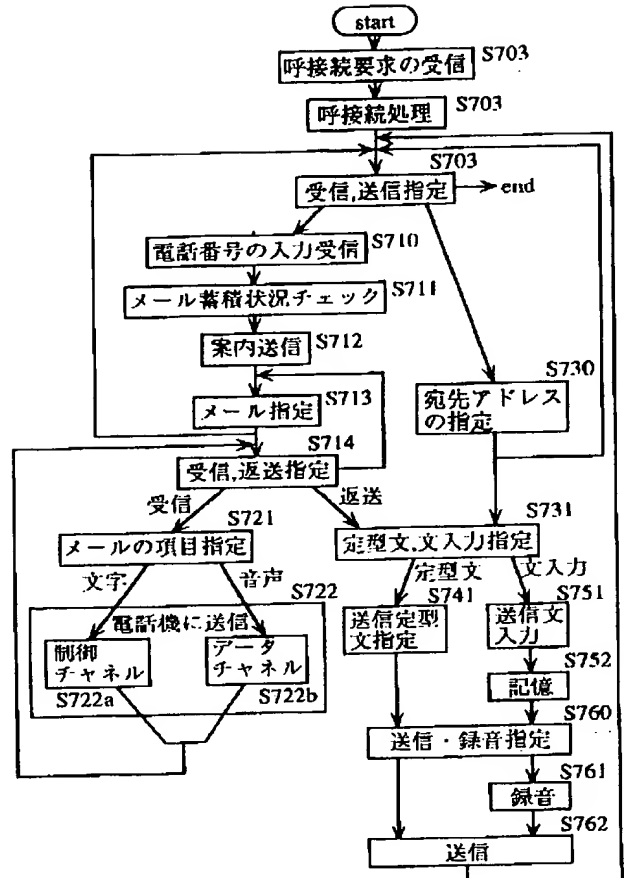 start
呼接続要求の受信
S703
呼接続処理
S703
S703
受信,送信指定
end
電話番号の入力受信
S710
メール蓄積状況チェック
S711
案内送信
S712
メール指定
S713
宛先アドレス
の指定
S730
S714
受信,返送指定
受信
返送
メールの項目指定
S721
定型文,文入力指定
S731
文字
音声
S722
電話機に送信
制御
チャネル
S722a
データ
チャネル
S722b
定型文
文入力
S741
送信定型
文指定
S751
送信文
入力
S752
記憶
S760
送信・録音指定
S761
録音
S762
送信